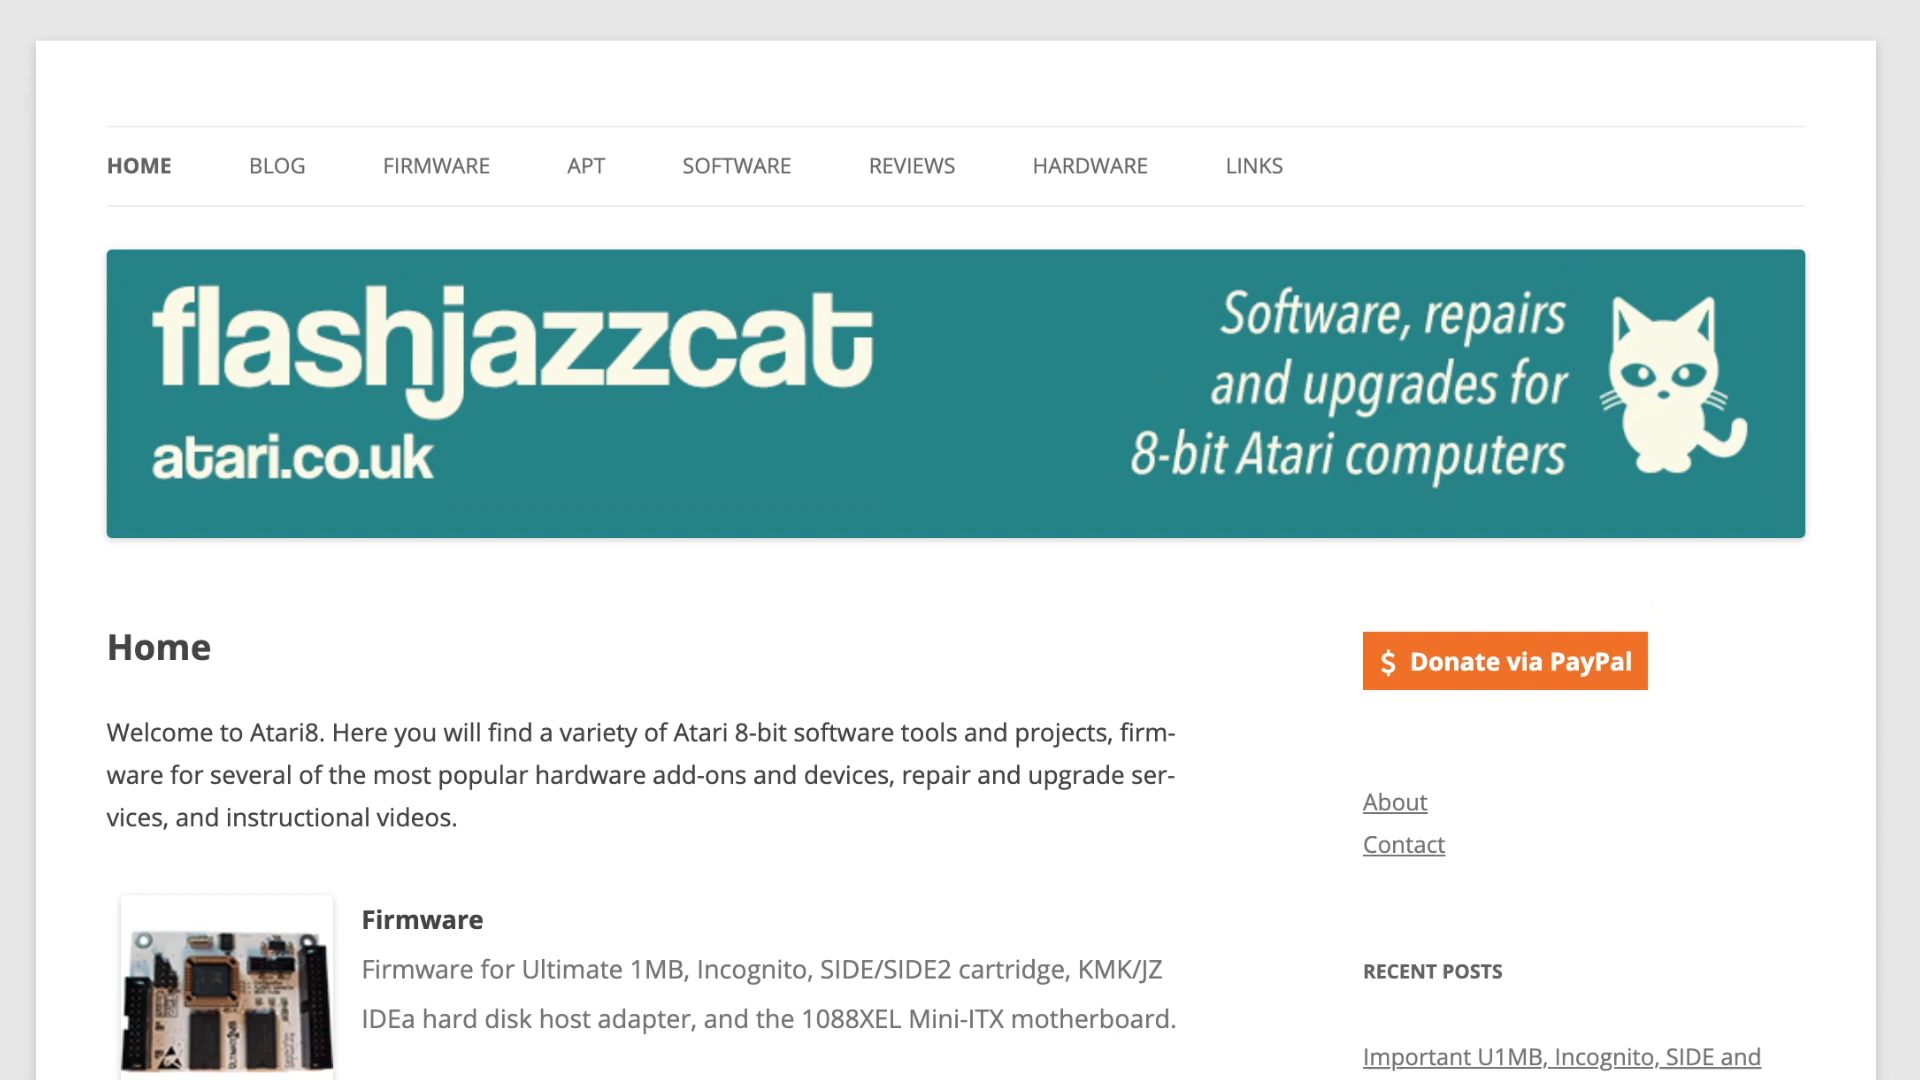 HOME BLOG FIRMWARE APT SOFTWARE REVIEWS HARDWARE LINKS
flashjazzcat
atari.co.uk
Software, repairs
and upgrades for
8-bit Atari computers
Home
Welcome to Atari8. Here you will find a variety of Atari 8-bit software tools and projects, firm-
ware for several of the most popular hardware add-ons and devices, repair and upgrade ser-
vices, and instructional videos.
Firmware
Firmware for Ultimate 1MB, Incognito, SIDE/SIDE2 cartridge, KMK/JZ
IDEa hard disk host adapter, and the 1088XEL Mini-ITX motherboard.
$ Donate via PayPal
About
Contact
RECENT POSTS
Important U1MB, Incognito, SIDE and